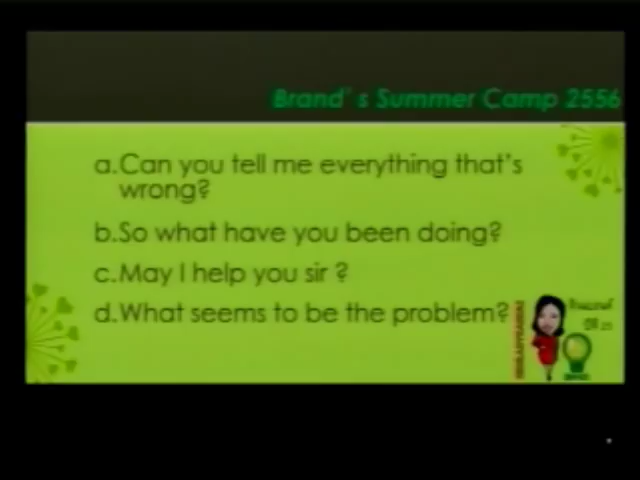 Brand's Summer Camp 2556
a.Can you tell me everything that's
wrong?
b.So what have you been doing?
c.May I help you sir ?
d.What seems to be the problem?